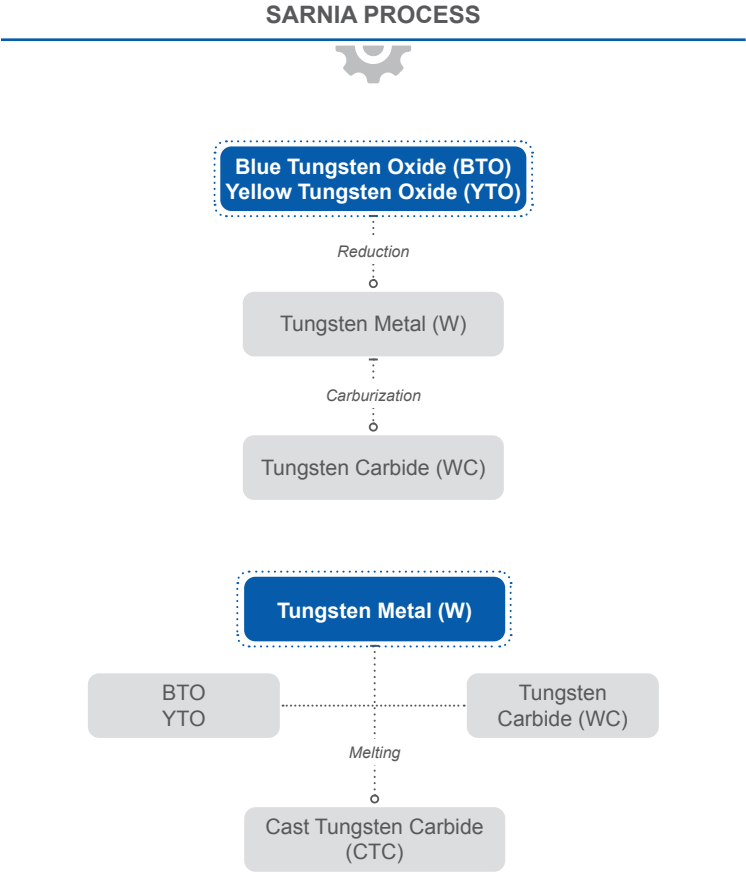 SARNIA PROCESS
Blue Tungsten Oxide (BTO)
Yellow Tungsten Oxide (YTO)
Reduction
Tungsten Metal (W)
Carburization
Tungsten Carbide (WC)
Tungsten Metal (W)
BTO
YTO
Tungsten
Carbide (WC)
Melting
Cast Tungsten Carbide
(CTC)